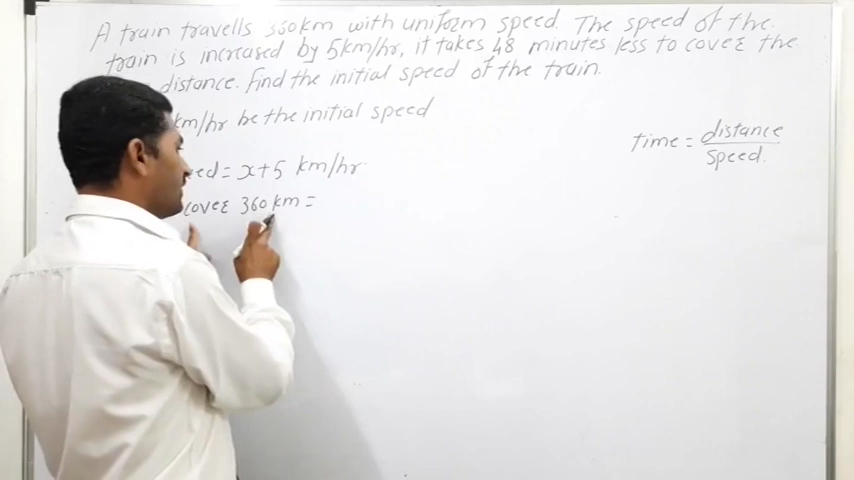 A train travells 360km with uniform speed. The speed of the
train is increased by 5km/hr, it takes 48 minutes less to cover the
distance. Find the initial speed of the train.
km/hr be the initial speed
= x+5 km/hr
cover 360km =
time = distance
speed.